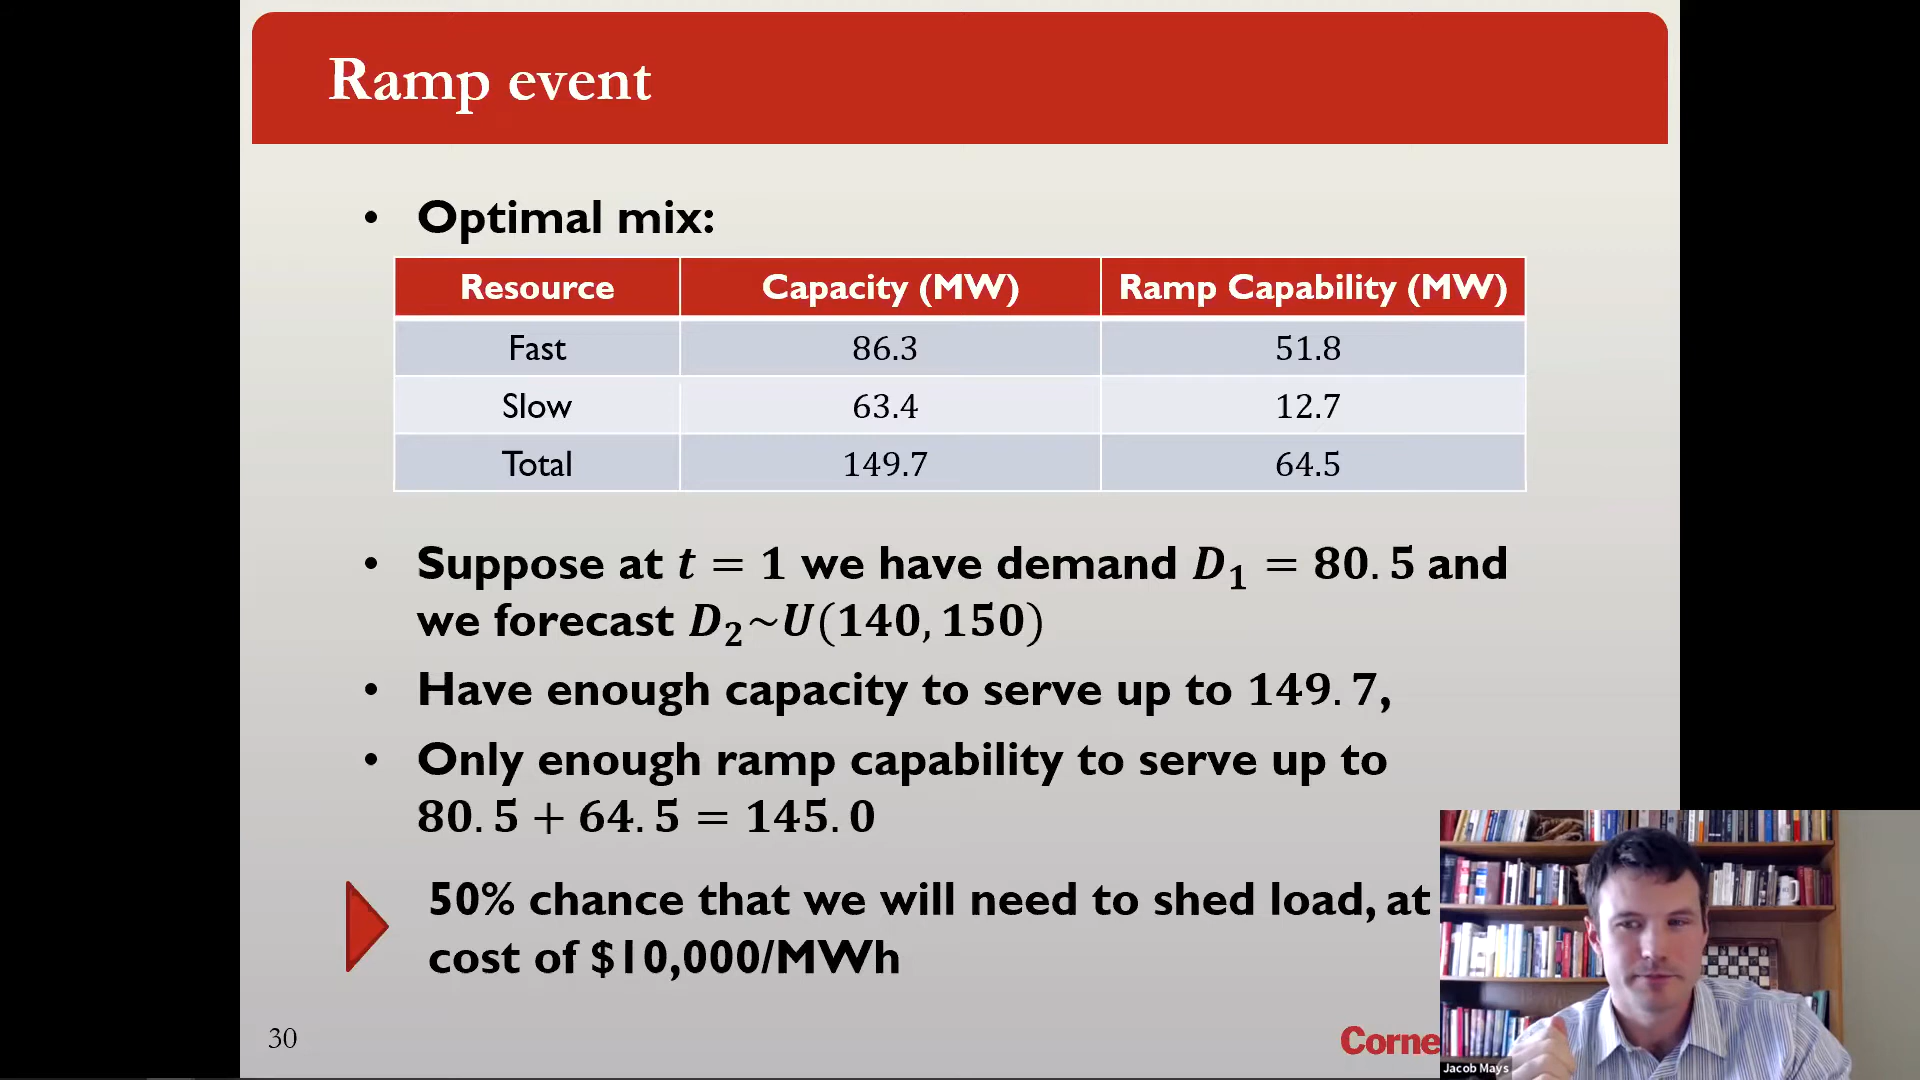 Ramp event
• Optimal mix:
Resource Capacity (MW) Ramp Capability (MW)
Fast 86.3 51.8
Slow 63.4 12.7
Total 149.7 64.5
• Suppose at t = 1 we have demand D₁ = 80.5 and
we forecast D₂~U(140,150)
• Have enough capacity to serve up to 149.7,
• Only enough ramp capability to serve up to
80.5 + 64.5 = 145.0
50% chance that we will need to shed load, at
cost of $10,000/MWh
30
Corne
Jacob Mays